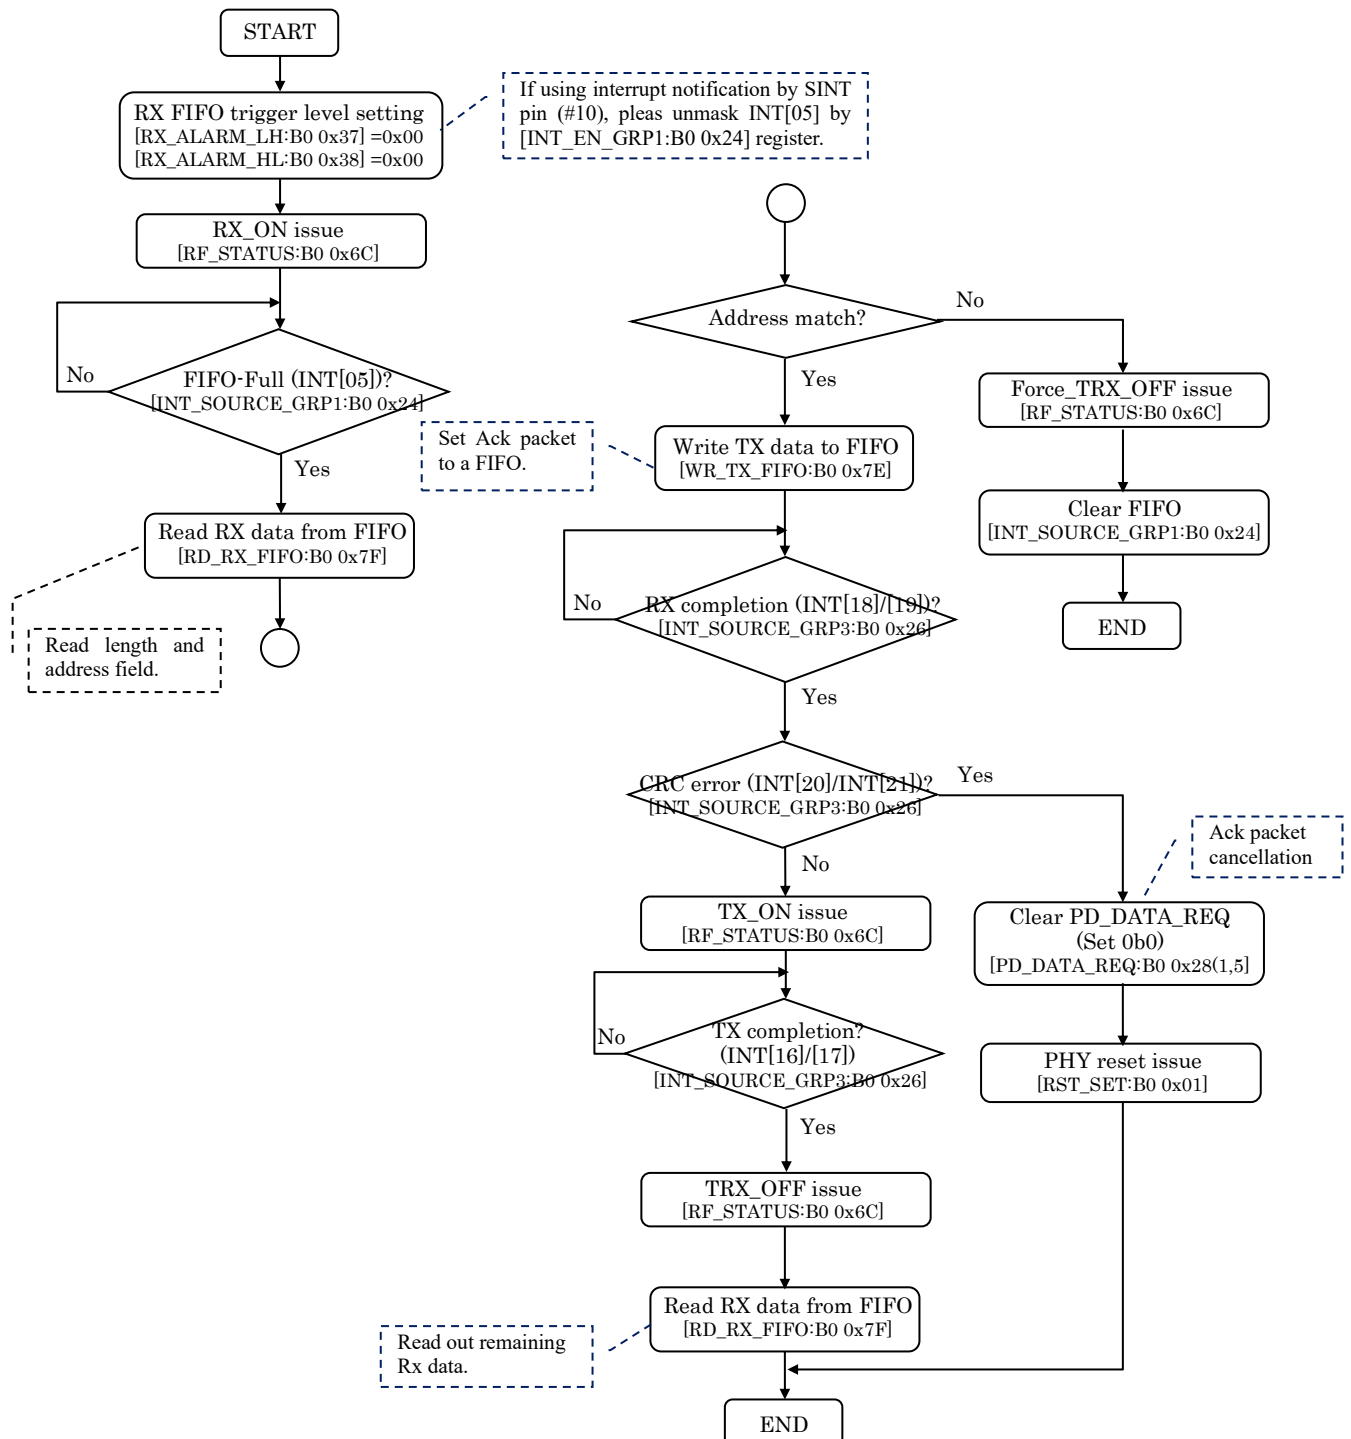 START
RX FIFO trigger level setting
[RX_ALARM_LH:B0 0x37] =0x00
[RX_ALARM_HL:B0 0x38] =0x00
If using interrupt notification by SINT
pin (#10), pleas unmask INT[05] by
[INT_EN_GRP1:B0 0x24] register.
RX_ON issue
[RF_STATUS:B0 0x6C]
No
FIFO-Full (INT[05])?
[INT_SOURCE_GRP1:B0 0x24]
Yes
Read RX data from FIFO
[RD_RX_FIFO:B0 0x7F]
Read length and
address field.
Address match?
No
Yes
Force_TRX_OFF issue
[RF_STATUS:B0 0x6C]
Clear FIFO
[INT_SOURCE_GRP1:B0 0x24]
END
Set Ack packet
to a FIFO.
Write TX data to FIFO
[WR_TX_FIFO:B0 0x7E]
No
RX completion (INT[18]/[19])?
[INT_SOURCE_GRP3:B0 0x26]
Yes
CRC error (INT[20]/INT[21])?
[INT_SOURCE_GRP3:B0 0x26]
Yes
No
Ack packet
cancellation
Clear PD_DATA_REQ
(Set 0b0)
[PD_DATA_REQ:B0 0x28(1,5]
PHY reset issue
[RST_SET:B0 0x01]
TX_ON issue
[RF_STATUS:B0 0x6C]
No
TX completion?
(INT[16]/[17])
[INT_SOURCE_GRP3:B0 0x26]
Yes
TRX_OFF issue
[RF_STATUS:B0 0x6C]
Read RX data from FIFO
[RD_RX_FIFO:B0 0x7F]
Read out remaining
Rx data.
END